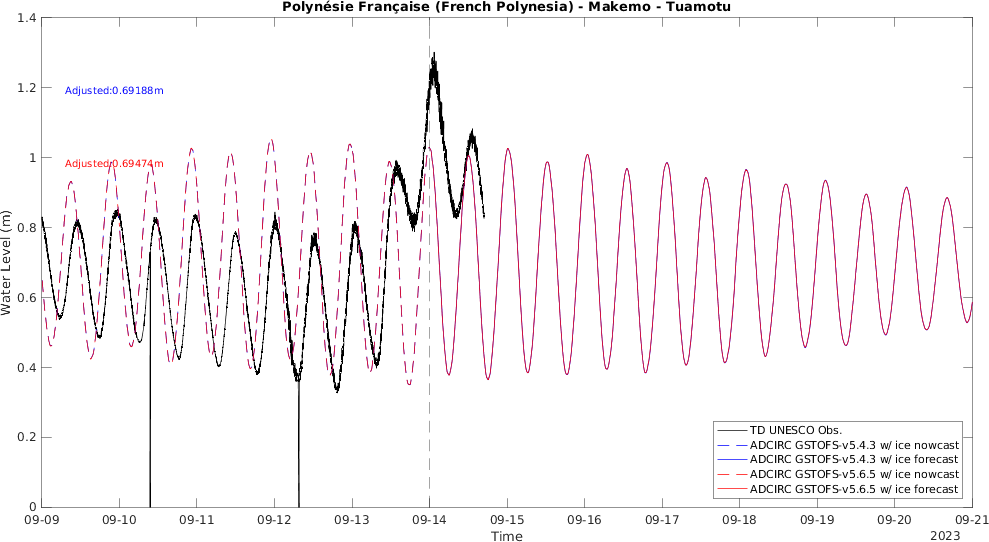 Polynésie Française (French Polynesia) - Makemo - Tuamotu
1.4
1.2
1
0.8
0.6
0.4
0.2
0
Water Level (m)
Adjusted:0.69188m
Adjusted:0.69474m
TD UNESCO Obs.
ADCIRC GSTOFS-v5.4.3 w/ ice nowcast
ADCIRC GSTOFS-v5.4.3 w/ ice forecast
ADCIRC GSTOFS-v5.6.5 w/ ice nowcast
ADCIRC GSTOFS-v5.6.5 w/ ice forecast
09-09 09-10 09-11 09-12 09-13 09-14 09-15 09-16 09-17 09-18 09-19 09-20 09-21
Time
2023